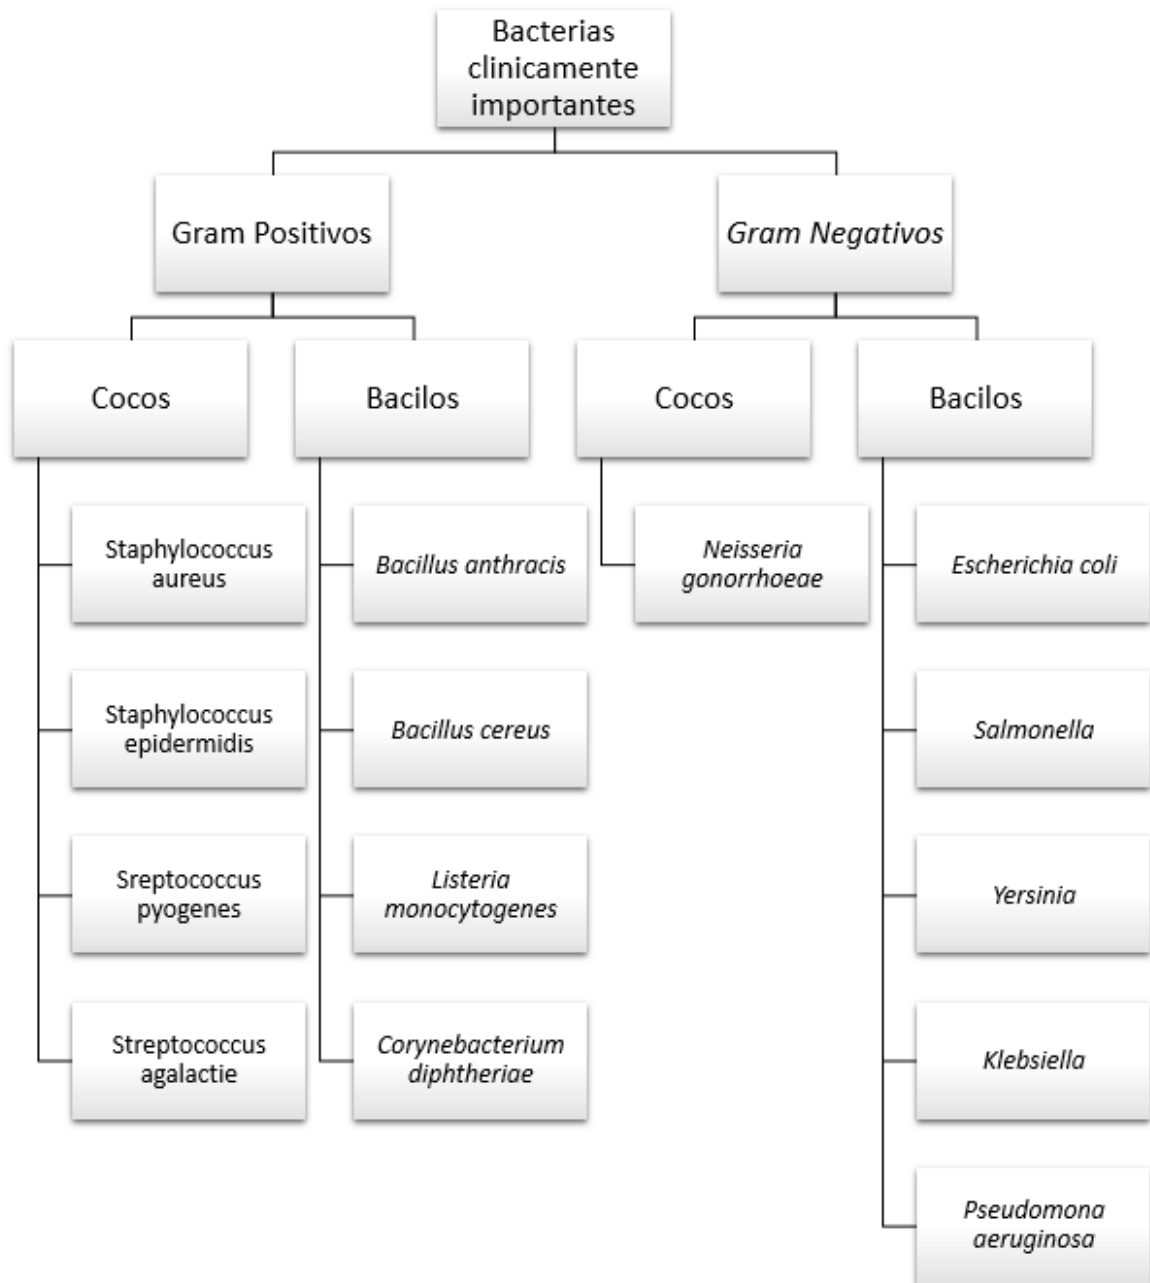 Bacterias
clinicamente
importantes
Gram Positivos
Gram Negativos
Cocos
Bacilos
Cocos
Bacilos
Staphylococcus
aureus
Bacillus anthracis
Neisseria
gonorrhoeae
Escherichia coli
Staphylococcus
epidermidis
Bacillus cereus
Salmonella
Sreptococcus
pyogenes
Listeria
monocytogenes
Yersinia
Streptococcus
agalactie
Corynebacterium
diphtheriae
Klebsiella
Pseudomona
aeruginosa